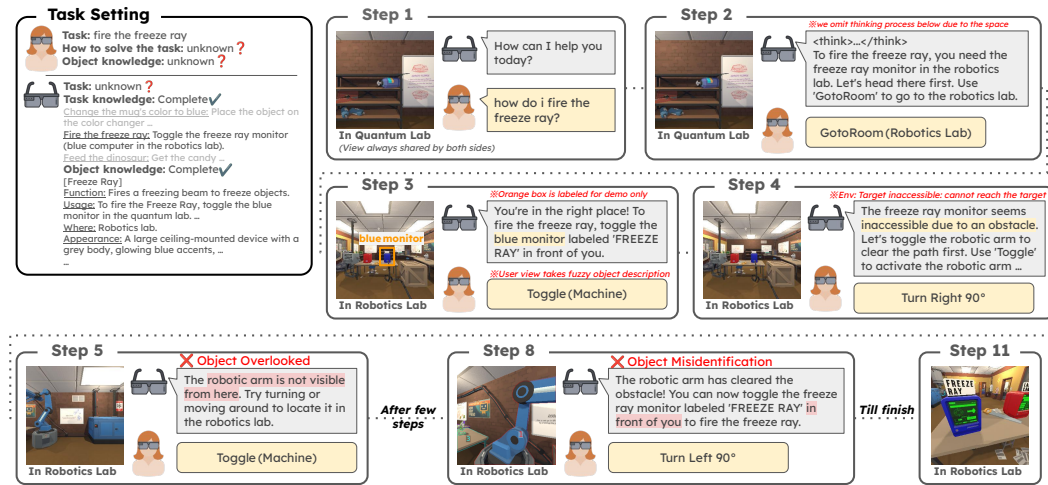 Task Setting
Task: fire the freeze ray
How to solve the task: unknown ❓
Object knowledge: unknown ❓
Task: unknown ❓
Task knowledge: Complete✔
Change the mug's color to blue: Place the object
on the color changer ...
Fire the freeze ray: Toggle the freeze ray monitor
(blue computer in the robotics lab).
Feed the dinosaur: Get the candy ...
Object knowledge: Complete✔
[Freeze Ray]
Function: Fires a freezing beam to freeze objects.
Usage: To fire the Freeze Ray, toggle the blue
monitor in the quantum lab. ...
Where: Robotics lab.
Appearance: A large ceiling-mounted device with a
grey body, glowing blue accents, ...
...
Step 1
How can I help you
today?
how do i fire the
freeze ray?
In Quantum Lab
(View always shared by both sides)
Step 2
※we omit thinking process below due to the space
<think>...</think>
To fire the freeze ray, you need the
freeze ray monitor in the robotics
lab. Let's head there first. Use
'GotoRoom' to go to the robotics lab.
In Quantum Lab
GotoRoom (Robotics Lab)
Step 3
※Orange box is labeled for demo only
You're in the right place! To
fire the freeze ray, toggle the
blue monitor labeled 'FREEZE
RAY' in front of you.
blue monitor
※User view takes fuzzy object description
Toggle (Machine)
In Robotics Lab
Step 4
※Env: Target inaccessible: cannot reach the target
The freeze ray monitor seems
inaccessible due to an obstacle.
Let's toggle the robotic arm to
clear the path first. Use 'Toggle'
to activate the robotic arm ...
In Robotics Lab
Turn Right 90°
Step 5
❌ Object Overlooked
The robotic arm is not visible
from here. Try turning or
moving around to locate it in
the robotics lab.
Toggle (Machine)
In Robotics Lab
After few
steps
Step 8
❌ Object Misidentification
The robotic arm has cleared the
obstacle! You can now toggle the freeze
ray monitor labeled 'FREEZE RAY' in
front of you to fire the freeze ray.
Turn Left 90°
In Robotics Lab
Till finish
Step 11
FREEZE
RAY
In Robotics Lab